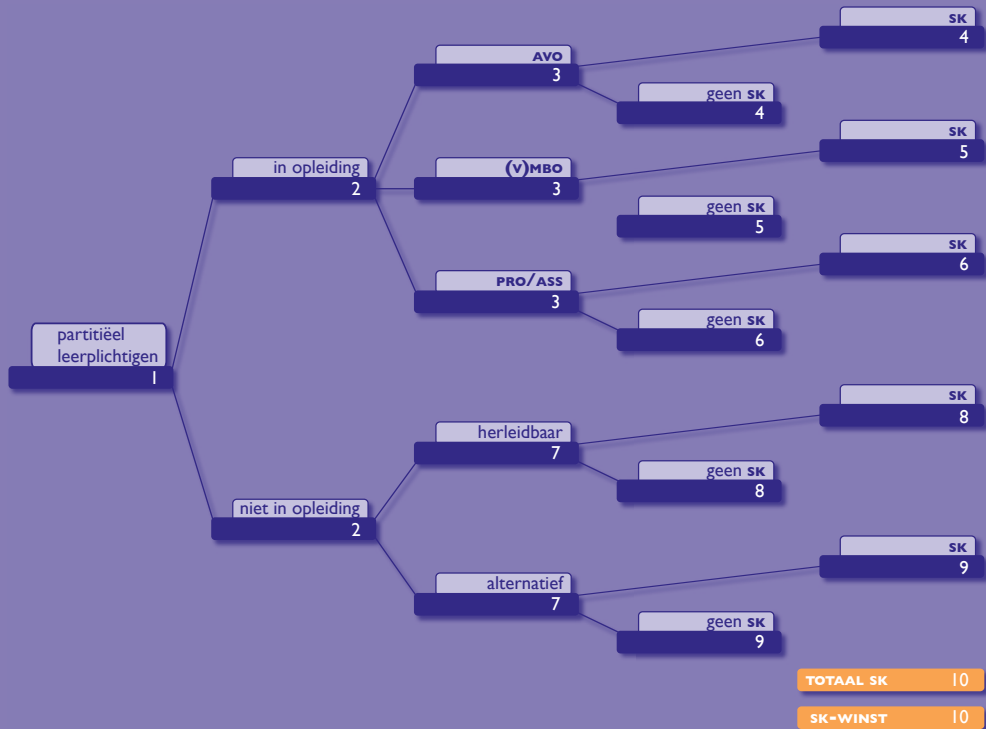 SK
4
AVO
3
geen SK
4
SK
5
in opleiding
2
(V)MBO
3
geen SK
5
SK
6
PRO/ASS
3
geen SK
6
partitiëel
leerplichtigen
1
SK
8
herleidbaar
7
geen SK
8
niet in opleiding
2
SK
9
alternatief
7
geen SK
9
TOTAAL SK 10
SK-WINST 10